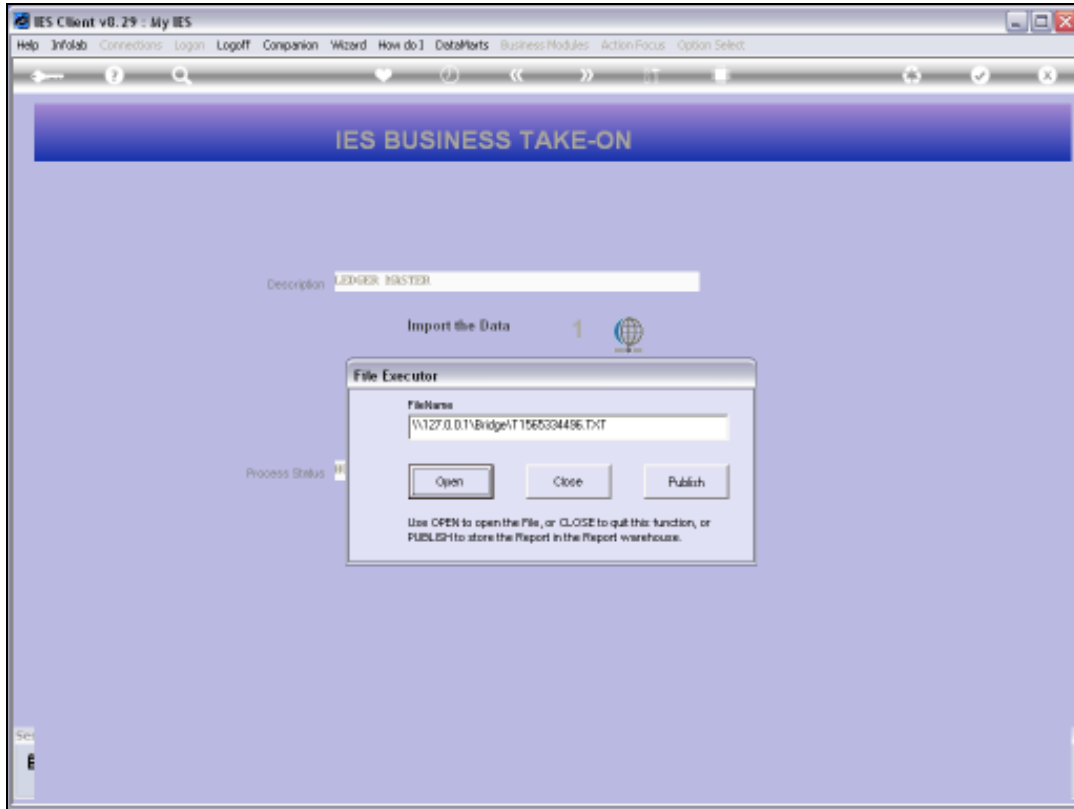 IES Client v8.29 : My IES
Help Infolab Connections Logon Logoff Companion Wizard How do I DataMarts Business Modules Action Focus Option Select
IES BUSINESS TAKE-ON
Description LEDGER MASTER
Import the Data 1
File Executor
FileName
\\127.0.0.1\Bridge\T1565334496.TXT
Process Status
Open Close Publish
Use OPEN to open the File, or CLOSE to quit this function, or
PUBLISH to store the Report in the Report warehouse.